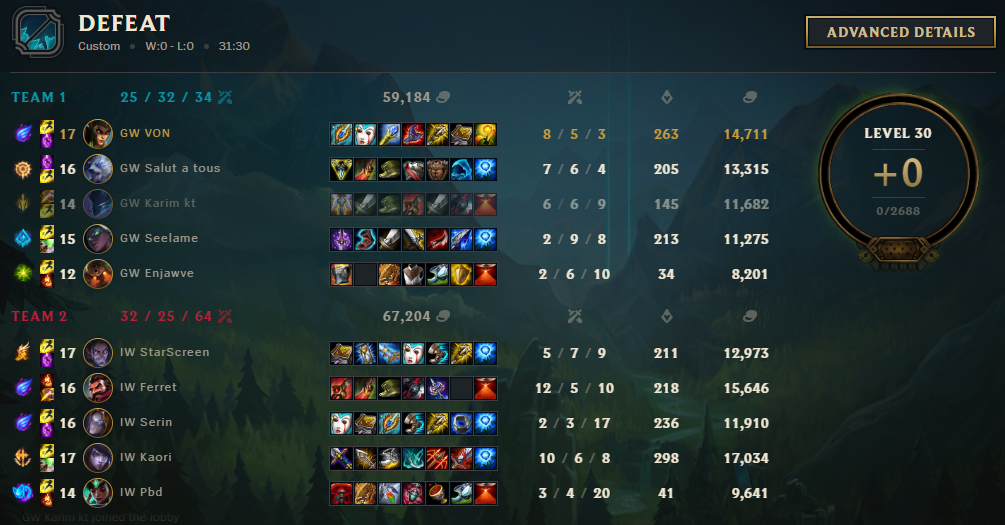 DEFEAT
Custom • W:0 - L:0 • 31:30
ADVANCED DETAILS
TEAM 1 25 / 32 / 34 59,184
17 GW VON 8 / 5 / 3 263 14,711
16 GW Salut a tous 7 / 6 / 4 205 13,315
14 GW Karim kt 6 / 6 / 9 145 11,682
15 GW Seelame 2 / 9 / 8 213 11,275
12 GW Enjawve 2 / 6 / 10 34 8,201
LEVEL 30
+0
0/2688
TEAM 2 32 / 25 / 64 67,204
17 IW StarScreen 5 / 7 / 9 211 12,973
16 IW Ferret 12 / 5 / 10 218 15,646
16 IW Serin 2 / 3 / 17 236 11,910
17 IW Kaori 10 / 6 / 8 298 17,034
14 IW Pbd 3 / 4 / 20 41 9,641
GW Karim kt joined the lobby